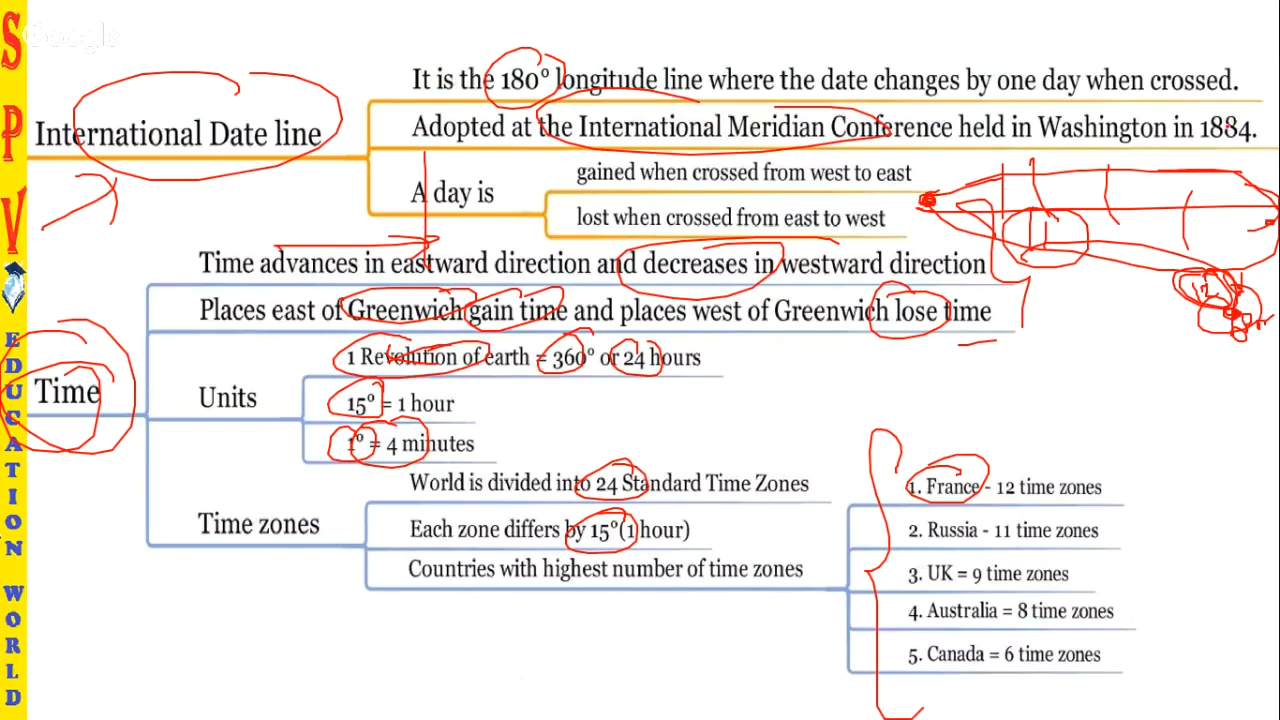 SPV EDUCATION WORLD
Google
International Date line
It is the 180° longitude line where the date changes by one day when crossed.
Adopted at the International Meridian Conference held in Washington in 1884.
A day is
gained when crossed from west to east
lost when crossed from east to west
Time
Time advances in eastward direction and decreases in westward direction
Places east of Greenwich gain time and places west of Greenwich lose time
Units
1 Revolution of earth = 360° or 24 hours
15° = 1 hour
1° = 4 minutes
Time zones
World is divided into 24 Standard Time Zones
Each zone differs by 15°(1 hour)
Countries with highest number of time zones
1. France - 12 time zones
2. Russia - 11 time zones
3. UK = 9 time zones
4. Australia = 8 time zones
5. Canada = 6 time zones